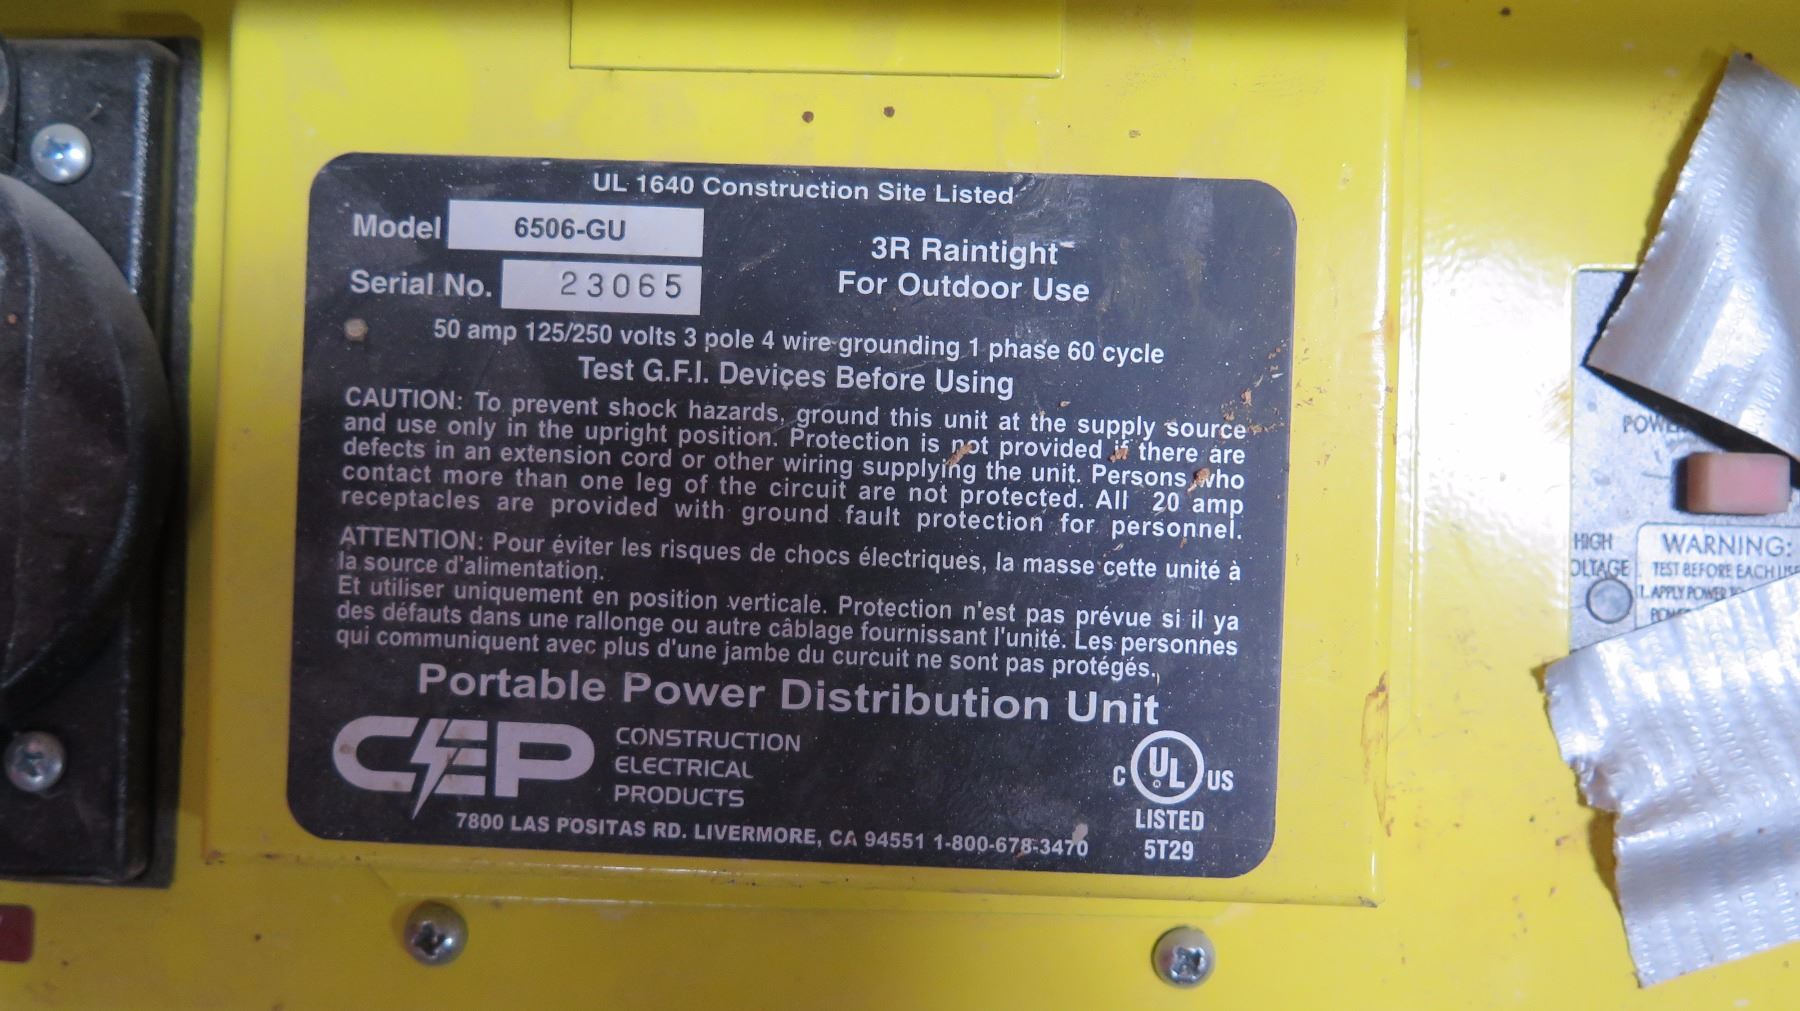 UL 1640 Construction Site Listed
Model 6506-GU
Serial No. 23065
3R Raintight
For Outdoor Use
50 amp 125/250 volts 3 pole 4 wire grounding 1 phase 60 cycle
Test G.F.I. Devices Before Using
CAUTION: To prevent shock hazards, ground this unit at the supply source
and use only in the upright position. Protection is not provided if there are
defects in an extension cord or other wiring supplying the unit. Persons who
contact more than one leg of the circuit are not protected. All 20 amp
receptacles are provided with ground fault protection for personnel.
ATTENTION: Pour éviter les risques de chocs électriques, la masse cette unité à
la source d'alimentation.
Et utiliser uniquement en position verticale. Protection n'est pas prévue si il ya
des défauts dans une rallonge ou autre câblage fournissant l'unité. Les personnes
qui communiquent avec plus d'une jambe du curcuit ne sont pas protégés.
Portable Power Distribution Unit
CEP
CONSTRUCTION
ELECTRICAL
PRODUCTS
7800 LAS POSITAS RD. LIVERMORE, CA 94551 1-800-678-3470
C UL US
LISTED
5T29
HIGH
WARNING:
TEST BEFORE EACH
1. APPLY POWER